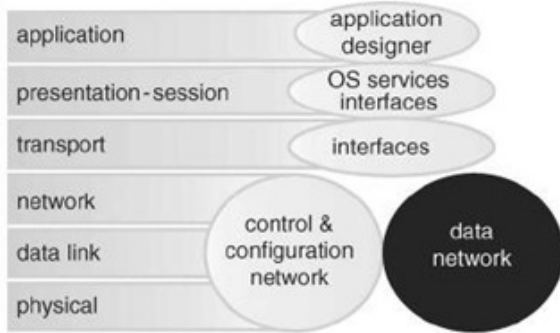 application
application
designer
presentation-session
OS services
interfaces
transport
interfaces
network
data link
physical
control &
configuration
network
data
network